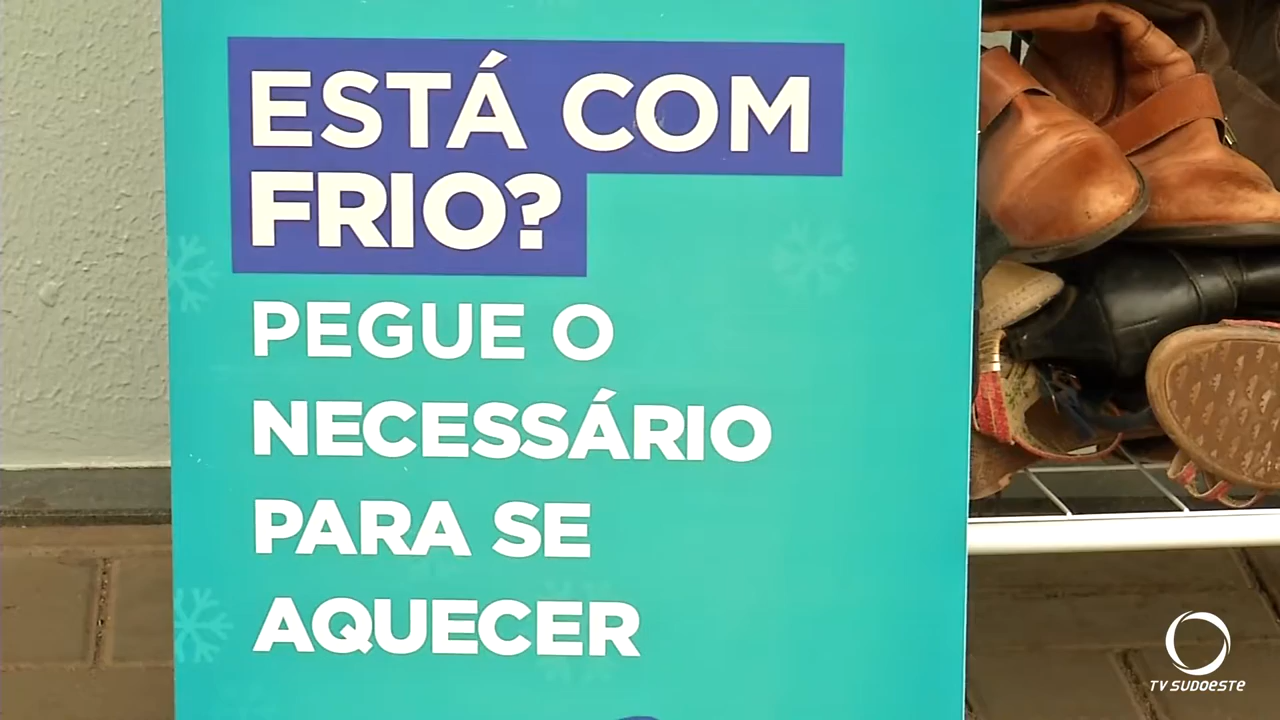 ESTÁ COM
FRIO?
PEGUE O
NECESSÁRIO
PARA SE
AQUECER
TV SUDOESTE